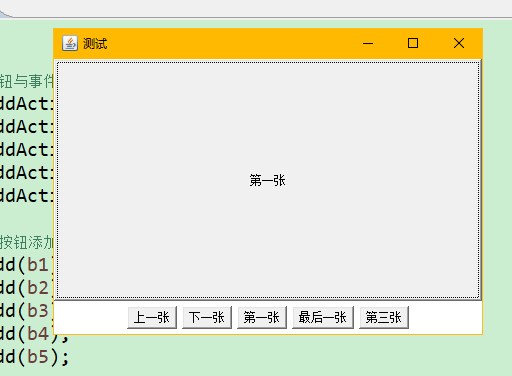 测试
钮与事件
ddAct
ddAct
ddAct
ddAct
ddAct
第一张
按钮添加
dd(b1)
dd(b2)
dd(b3)
dd(b4);
dd(b5);
上一张 下一张 第一张 最后一张 第三张